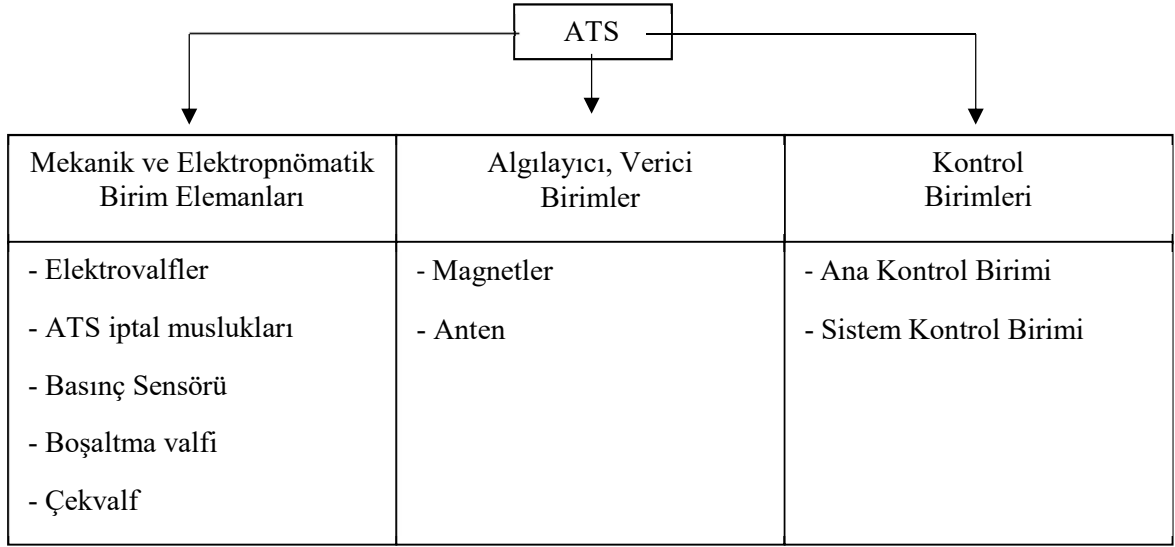 ATS
Mekanik ve Elektropnömatik
Birim Elemanları
Algılayıcı, Verici
Birimler
Kontrol
Birimleri
- Elektrovalfler
- ATS iptal muslukları
- Basınç Sensörü
- Boşaltma valfi
- Çekvalf
- Magnetler
- Anten
- Ana Kontrol Birimi
- Sistem Kontrol Birimi